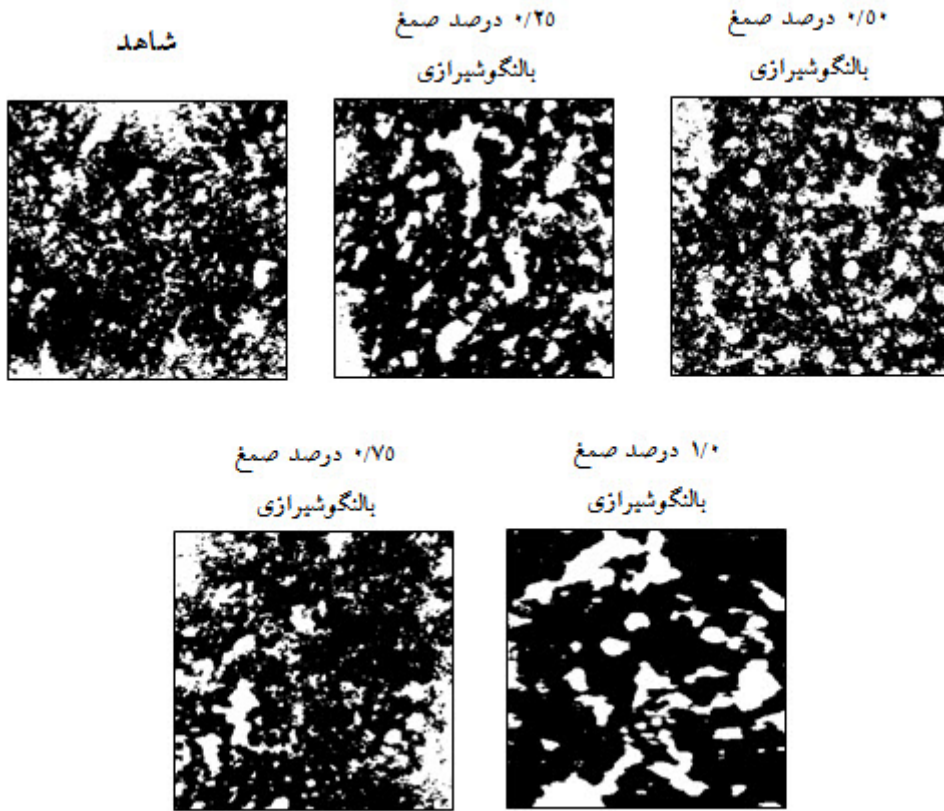 شاهد
۰/۲۵ درصد صمغ
بالنگوشیرازی
۰/۵۰ درصد صمغ
بالنگوشیرازی
۰/۷۵ درصد صمغ
بالنگوشیرازی
۱/۰ درصد صمغ
بالنگوشیرازی